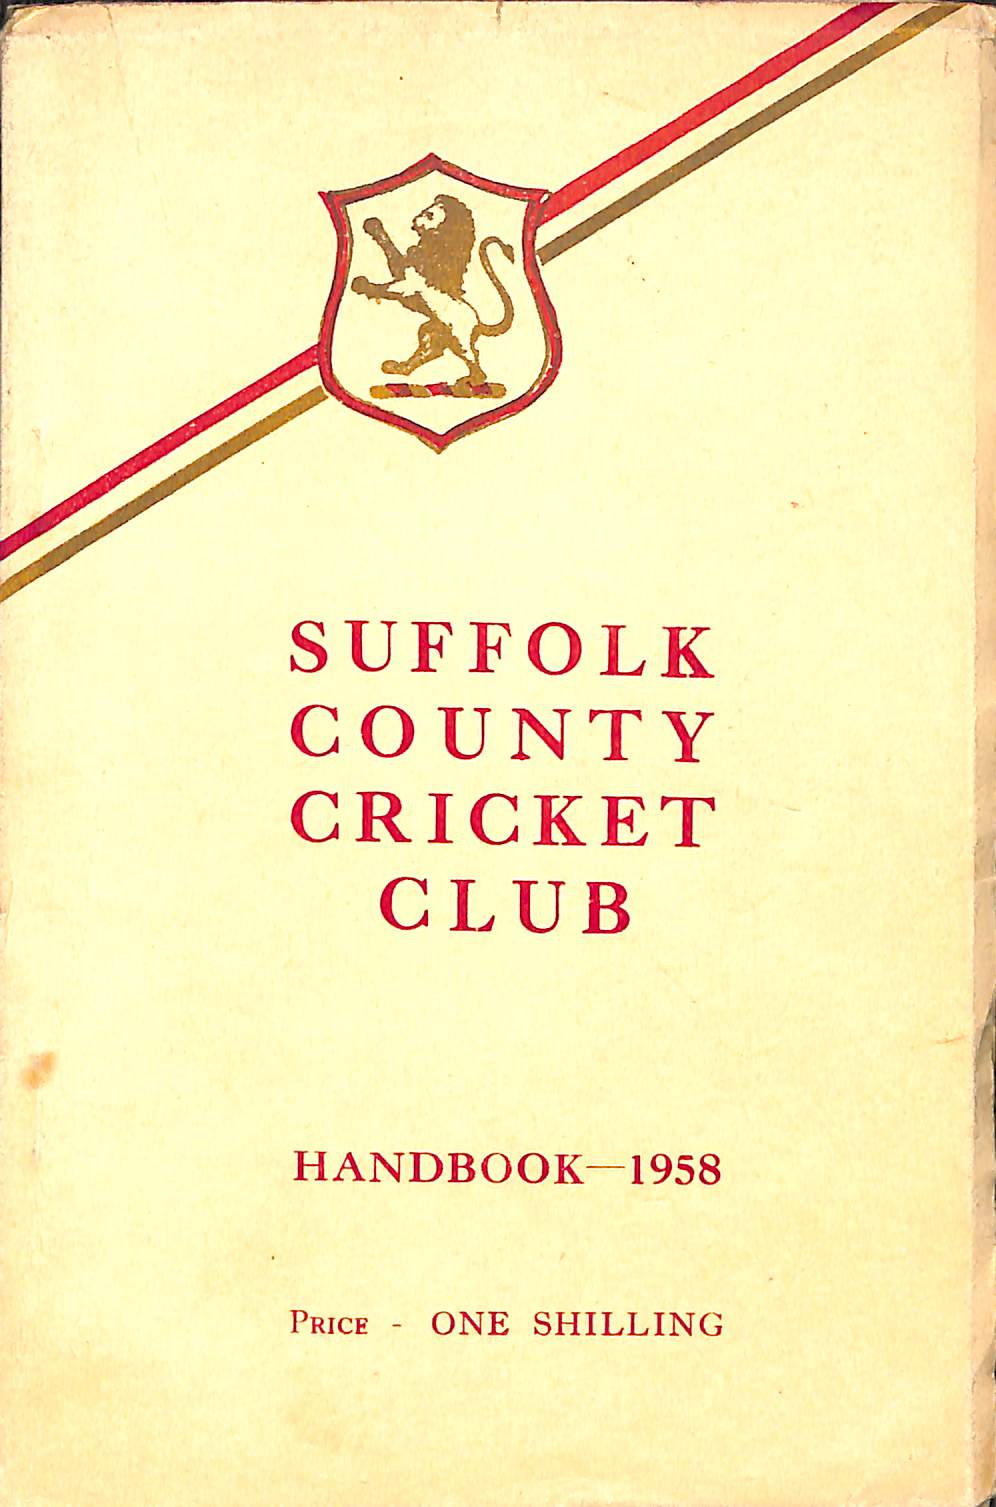 SUFFOLK
COUNTY
CRICKET
CLUB
HANDBOOK—1958
PRICE - ONE SHILLING